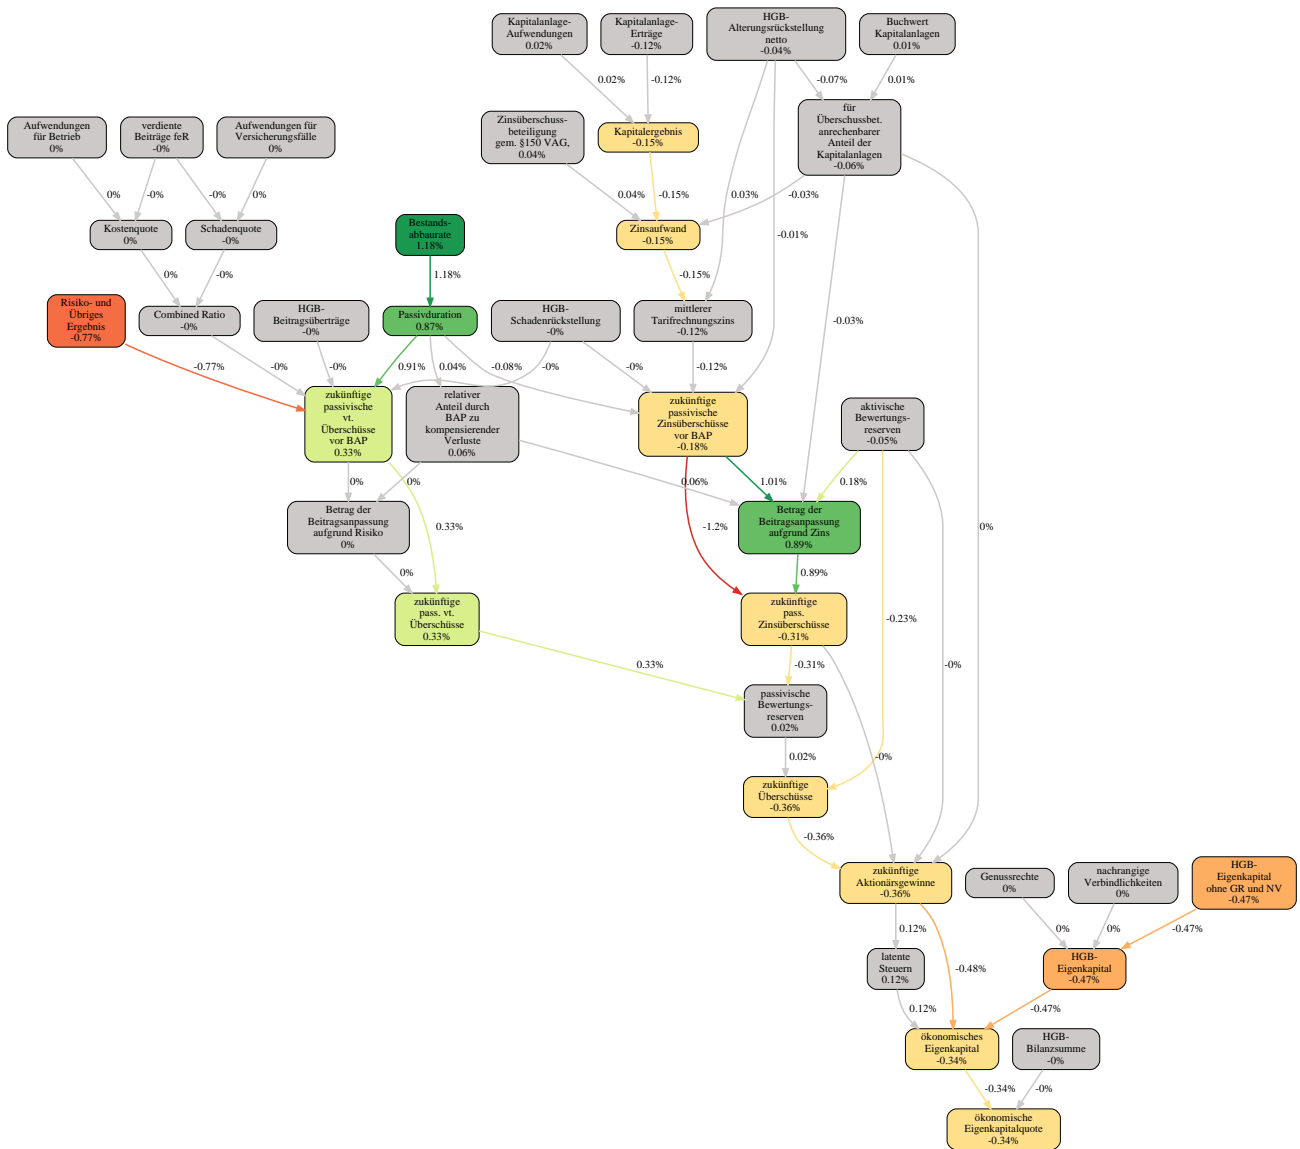 Kapitalanlage-
Aufwendungen
0.02%
Kapitalanlage-
Erträge
-0.12%
HGB-
Alterungsrückstellung
netto
-0.04%
Buchwert
Kapitalanlagen
0.01%
0.02%
-0.12%
-0.07%
0.01%
Aufwendungen
für Betrieb
0%
verdiente
Beiträge feR
-0%
Aufwendungen für
Versicherungsfälle
0%
Zinsüberschuss-
beteiligung
gem. §150 VAG,
0.04%
Kapitalergebnis
-0.15%
für
Überschussbet.
anrechenbarer
Anteil der
Kapitalanlagen
-0.06%
0%
-0%
-0%
0%
0.04%
-0.15%
0.03%
-0.03%
Kostenquote
0%
Schadenquote
-0%
Bestands-
abbaurate
1.18%
Zinsaufwand
-0.15%
-0.01%
0%
-0%
1.18%
-0.15%
Risiko- und
Übriges
Ergebnis
-0.77%
Combined Ratio
-0%
HGB-
Beitragsüberträge
-0%
Passivduration
0.87%
HGB-
Schadenrückstellung
-0%
mittlerer
Tarifrechnungszins
-0.12%
-0.03%
-0.77%
-0%
-0%
0.91%
0.04%
-0.08%
-0%
-0%
-0.12%
zukünftige
passivische
vt.
Überschüsse
vor BAP
0.33%
relativer
Anteil durch
BAP zu
kompensierender
Verluste
0.06%
zukünftige
passivische
Zinsüberschüsse
vor BAP
-0.18%
aktivische
Bewertungs-
reserven
-0.05%
0%
0%
0.06%
1.01%
0.18%
Betrag der
Beitragsanpassung
aufgrund Risiko
0%
0.33%
-1.2%
Betrag der
Beitragsanpassung
aufgrund Zins
0.89%
0%
0%
0.89%
zukünftige
pass. vt.
Überschüsse
0.33%
zukünftige
pass.
Zinsüberschüsse
-0.31%
-0.23%
0.33%
-0.31%
-0%
passivische
Bewertungs-
reserven
0.02%
0.02%
-0%
zukünftige
Überschüsse
-0.36%
-0.36%
zukünftige
Aktionärsgewinne
-0.36%
Genussrechte
0%
nachrangige
Verbindlichkeiten
0%
HGB-
Eigenkapital
ohne GR und NV
-0.47%
0.12%
0%
0%
-0.47%
latente
Steuern
0.12%
-0.48%
HGB-
Eigenkapital
-0.47%
0.12%
-0.47%
ökonomisches
Eigenkapital
-0.34%
HGB-
Bilanzsumme
-0%
-0.34%
-0%
ökonomische
Eigenkapitalquote
-0.34%